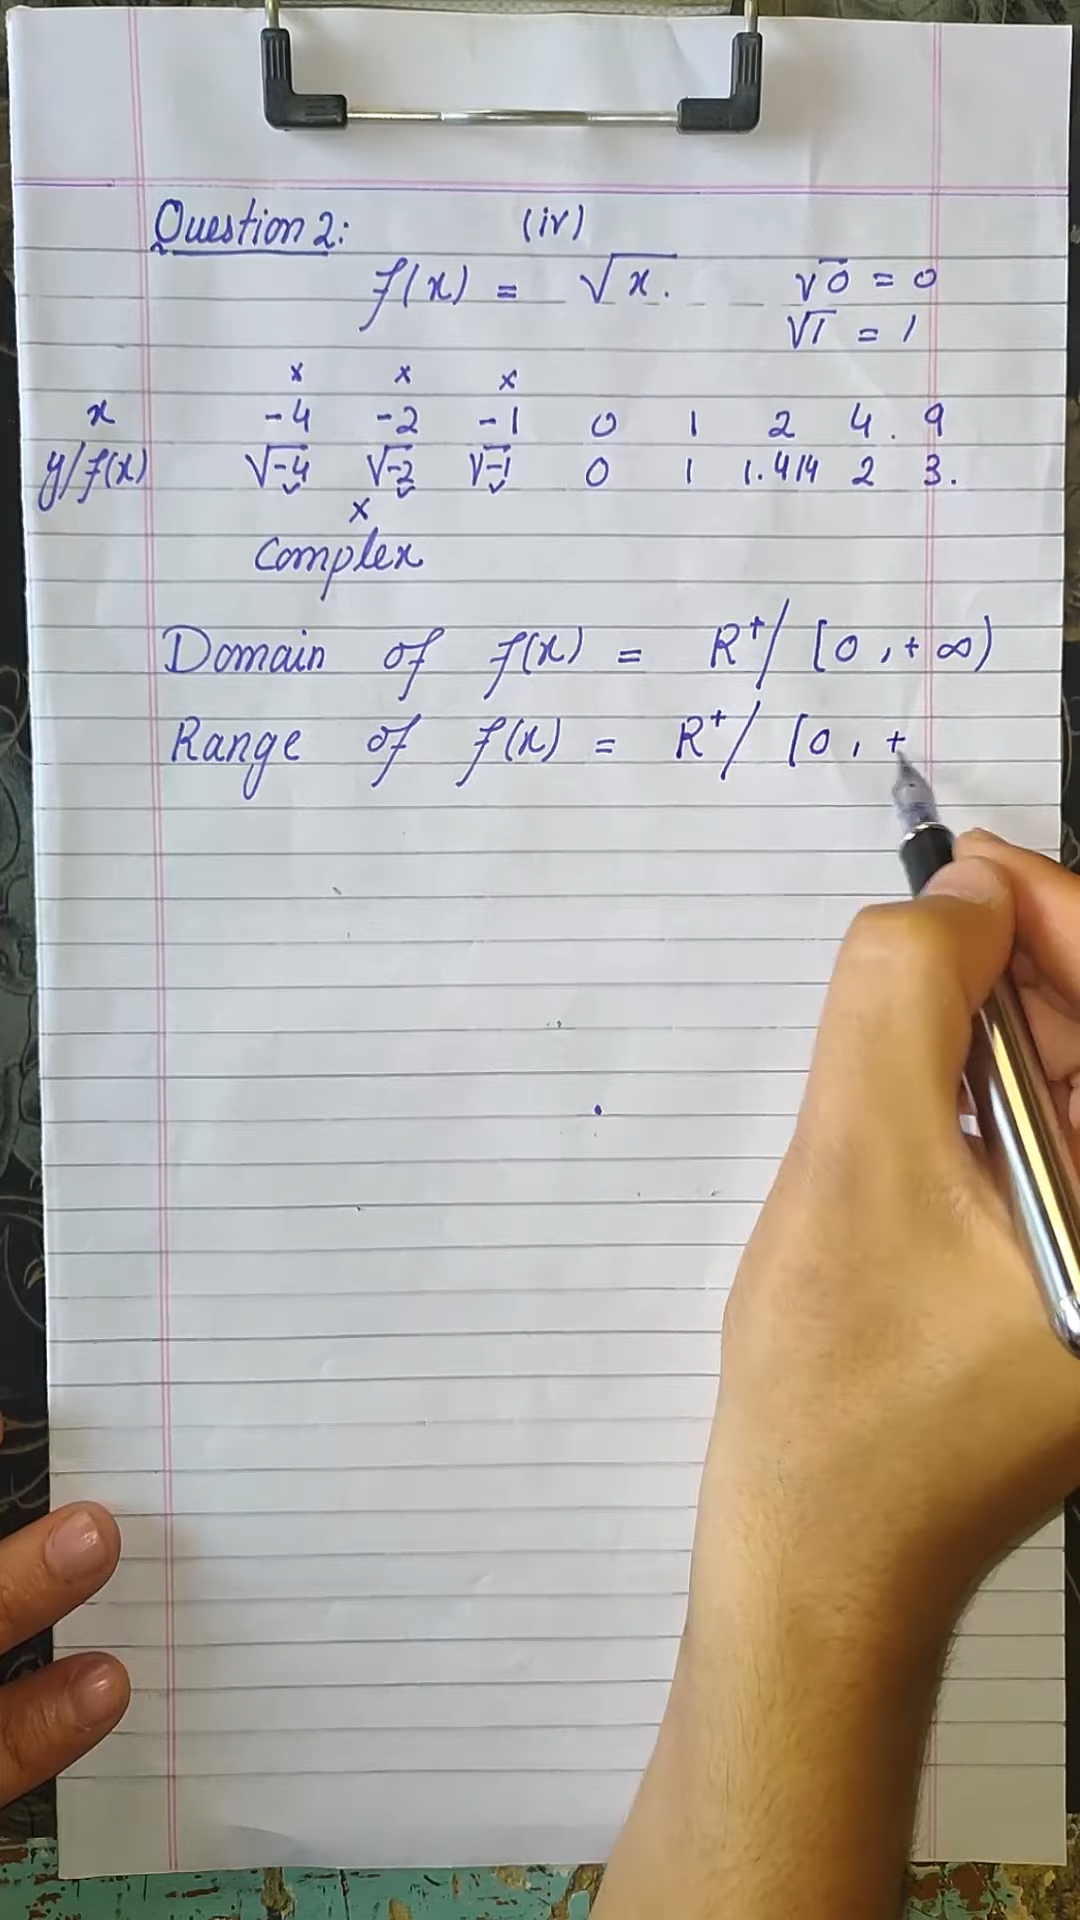 Question 2: (iv)
f(x) = √x. √0 = 0
√1 = 1
x x x
x -4 -2 -1 0 1 2 4. 9
y/f(x) √-4 √-2 √-1 0 1 1.414 2 3.
x
Complex
Domain of f(x) = R⁺/ [0, +∞)
Range of f(x) = R⁺/ [0, +